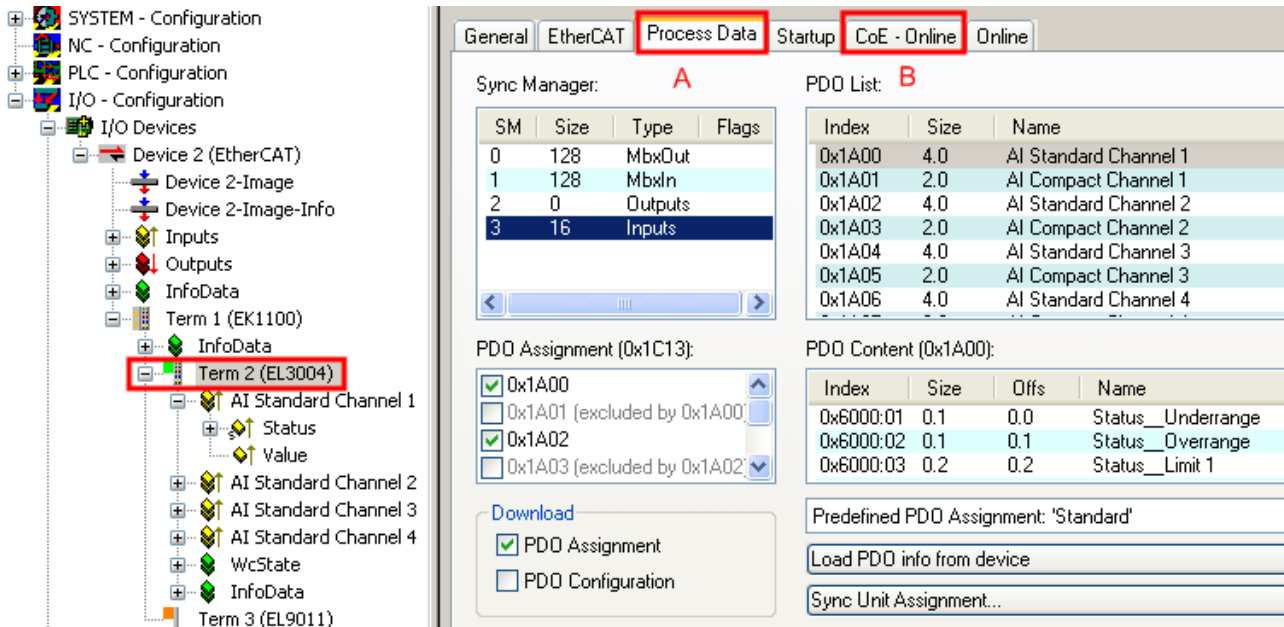 SYSTEM - Configuration
NC - Configuration
PLC - Configuration
I/O - Configuration
I/O Devices
Device 2 (EtherCAT)
Device 2-Image
Device 2-Image-Info
Inputs
Outputs
InfoData
Term 1 (EK1100)
InfoData
Term 2 (EL3004)
AI Standard Channel 1
Status
Value
AI Standard Channel 2
AI Standard Channel 3
AI Standard Channel 4
WcState
InfoData
Term 3 (EL9011)
General EtherCAT Process Data Startup CoE - Online Online
A B
Sync Manager:
SM Size Type Flags
0 128 MbxOut
1 128 MbxIn
2 0 Outputs
3 16 Inputs
PDO List:
Index Size Name
0x1A00 4.0 AI Standard Channel 1
0x1A01 2.0 AI Compact Channel 1
0x1A02 4.0 AI Standard Channel 2
0x1A03 2.0 AI Compact Channel 2
0x1A04 4.0 AI Standard Channel 3
0x1A05 2.0 AI Compact Channel 3
0x1A06 4.0 AI Standard Channel 4
PDO Assignment (0x1C13):
0x1A00
0x1A01 (excluded by 0x1A00)
0x1A02
0x1A03 (excluded by 0x1A02)
PDO Content (0x1A00):
Index Size Offs Name
0x6000:01 0.1 0.0 Status__Underrange
0x6000:02 0.1 0.1 Status__Overrange
0x6000:03 0.2 0.2 Status__Limit 1
Download
PDO Assignment
PDO Configuration
Predefined PDO Assignment: 'Standard'
Load PDO info from device
Sync Unit Assignment...